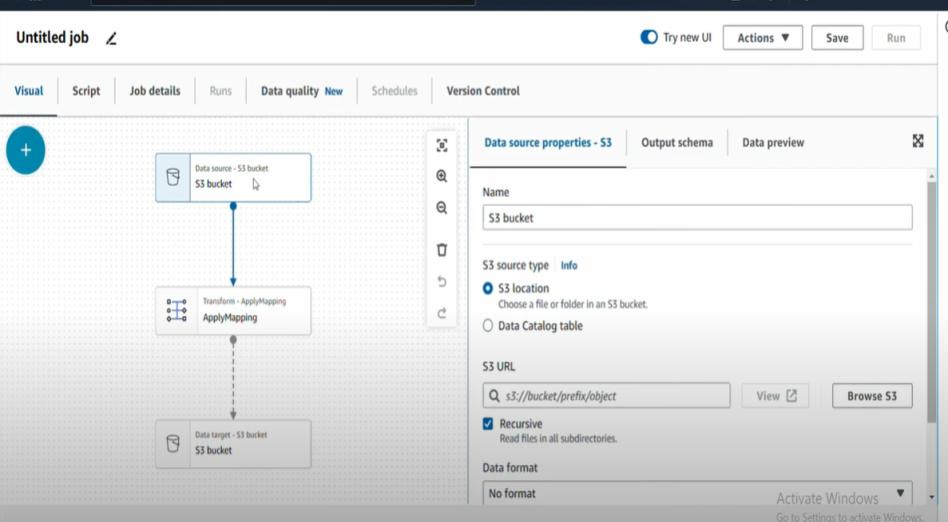 Untitled job
Try new UI
Actions ▼
Save
Run
Visual
Script
Job details
Runs
Data quality New
Schedules
Version Control
+
Data source - S3 bucket
S3 bucket
Transform - ApplyMapping
ApplyMapping
Data target - S3 bucket
S3 bucket
Data source properties - S3
Output schema
Data preview
Name
S3 bucket
S3 source type Info
S3 location
Choose a file or folder in an S3 bucket.
Data Catalog table
S3 URL
s3://bucket/prefix/object
View
Browse S3
Recursive
Read files in all subdirectories.
Data format
No format
Activate Windows
Go to Settings to activate Windows.